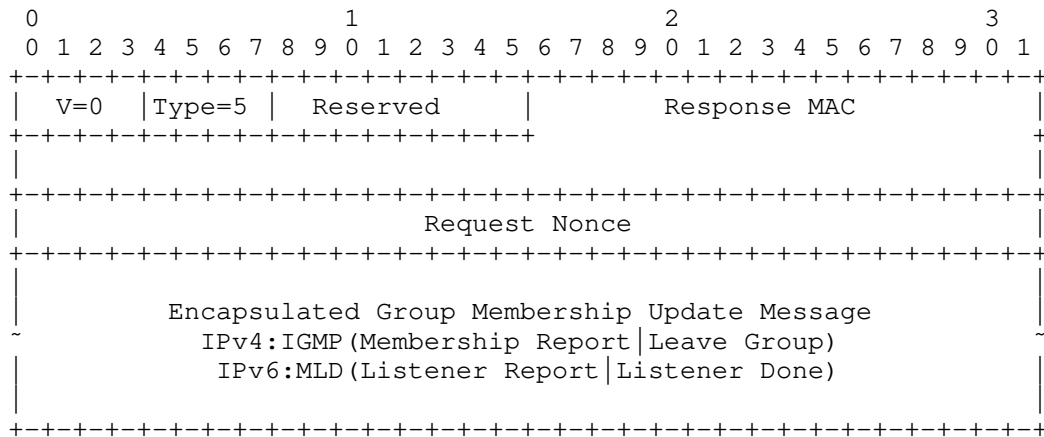 0                   1                   2                   3
 0 1 2 3 4 5 6 7 8 9 0 1 2 3 4 5 6 7 8 9 0 1 2 3 4 5 6 7 8 9 0 1
+-+-+-+-+-+-+-+-+-+-+-+-+-+-+-+-+-+-+-+-+-+-+-+-+-+-+-+-+-+-+-+-+
|  V=0  |Type=5 |  Reserved     |        Response MAC           |
+-+-+-+-+-+-+-+-+-+-+-+-+-+-+-+-+                               +
|                                                               |
+-+-+-+-+-+-+-+-+-+-+-+-+-+-+-+-+-+-+-+-+-+-+-+-+-+-+-+-+-+-+-+-+
|                         Request Nonce                         |
+-+-+-+-+-+-+-+-+-+-+-+-+-+-+-+-+-+-+-+-+-+-+-+-+-+-+-+-+-+-+-+-+
|                                                               |
|         Encapsulated Group Membership Update Message          |
~           IPv4:IGMP(Membership Report|Leave Group)            ~
|            IPv6:MLD(Listener Report|Listener Done)            |
|                                                               |
+-+-+-+-+-+-+-+-+-+-+-+-+-+-+-+-+-+-+-+-+-+-+-+-+-+-+-+-+-+-+-+-+